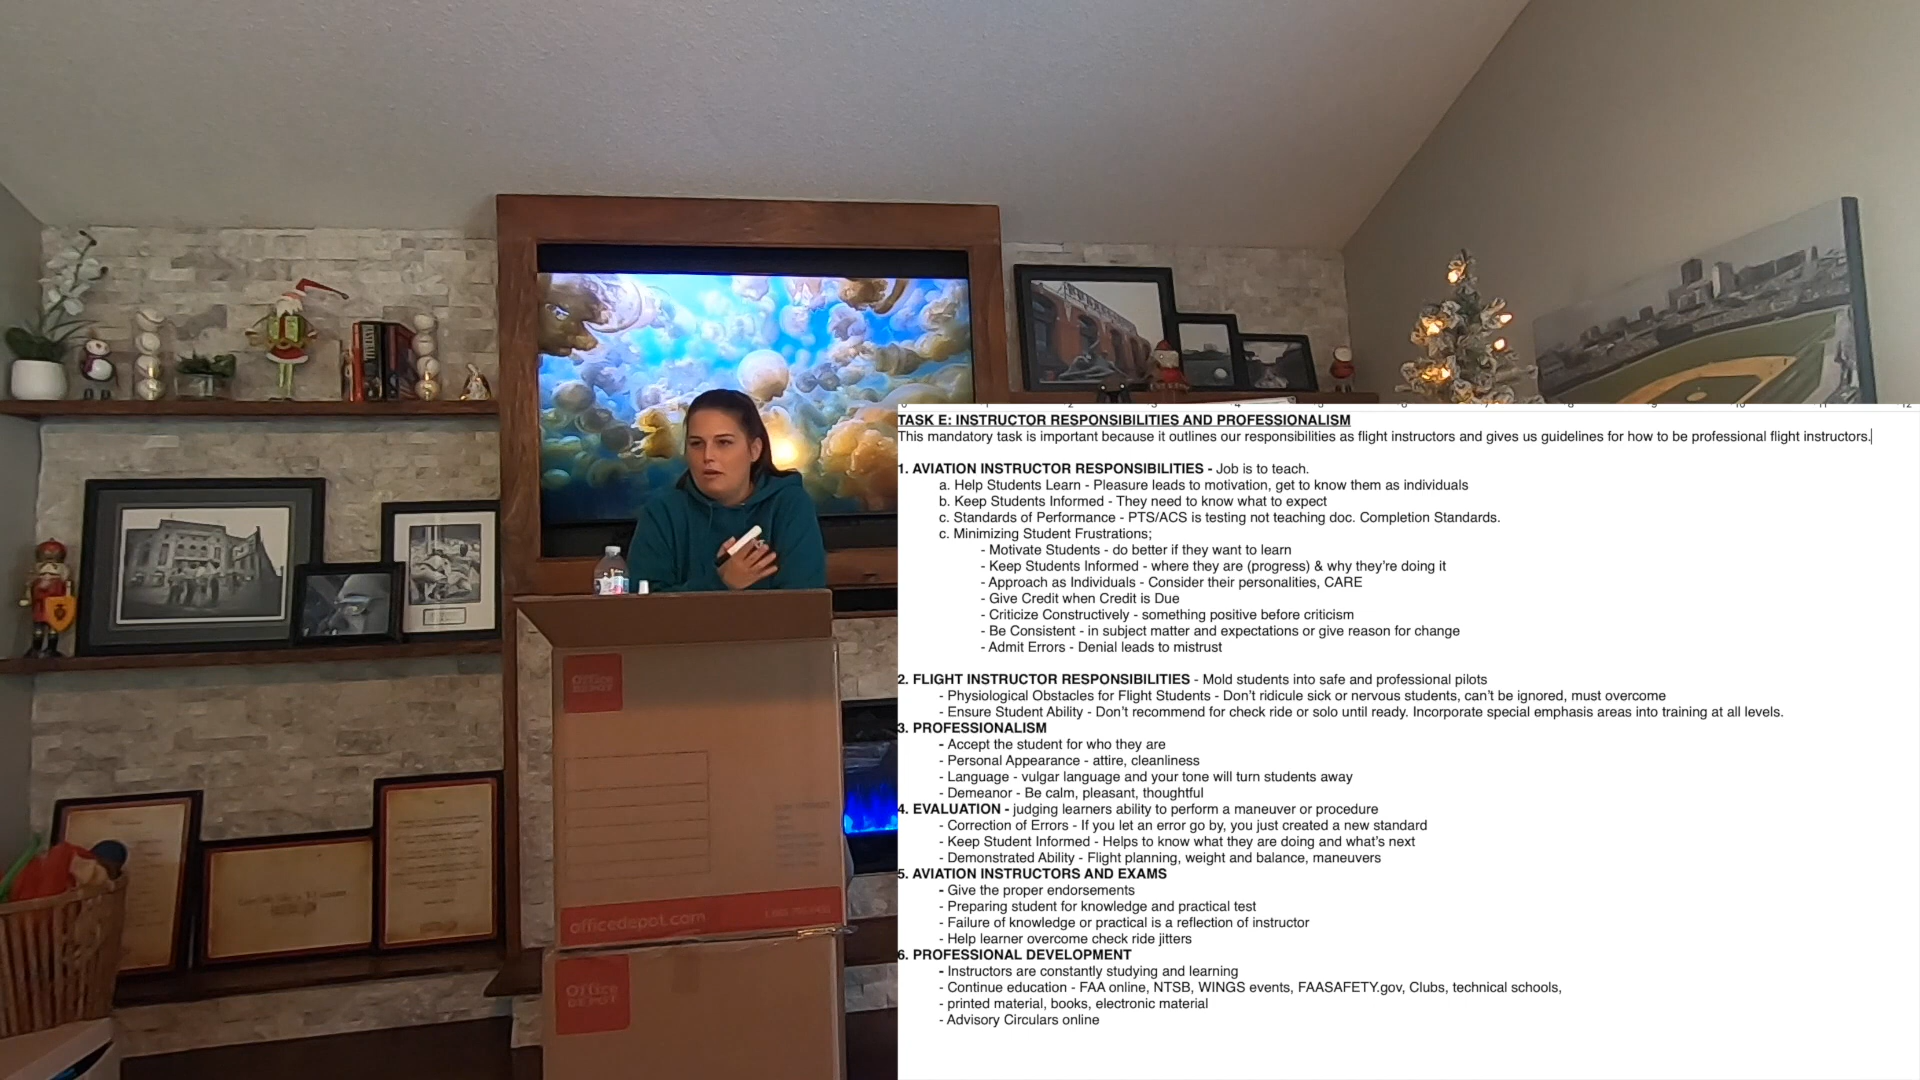 TASK E: INSTRUCTOR RESPONSIBILITIES AND PROFESSIONALISM
This mandatory task is important because it outlines our responsibilities as flight instructors and gives us guidelines for how to be professional flight instructors.
1. AVIATION INSTRUCTOR RESPONSIBILITIES - Job is to teach.
a. Help Students Learn - Pleasure leads to motivation, get to know them as individuals
b. Keep Students Informed - They need to know what to expect
c. Standards of Performance - PTS/ACS is testing not teaching doc. Completion Standards.
c. Minimizing Student Frustrations;
- Motivate Students - do better if they want to learn
- Keep Students Informed - where they are (progress) & why they're doing it
- Approach as Individuals - Consider their personalities, CARE
- Give Credit when Credit is Due
- Criticize Constructively - something positive before criticism
- Be Consistent - in subject matter and expectations or give reason for change
- Admit Errors - Denial leads to mistrust
2. FLIGHT INSTRUCTOR RESPONSIBILITIES - Mold students into safe and professional pilots
- Physiological Obstacles for Flight Students - Don't ridicule sick or nervous students, can't be ignored, must overcome
- Ensure Student Ability - Don't recommend for check ride or solo until ready. Incorporate special emphasis areas into training at all levels.
3. PROFESSIONALISM
- Accept the student for who they are
- Personal Appearance - attire, cleanliness
- Language - vulgar language and your tone will turn students away
- Demeanor - Be calm, pleasant, thoughtful
4. EVALUATION - judging learners ability to perform a maneuver or procedure
- Correction of Errors - If you let an error go by, you just created a new standard
- Keep Student Informed - Helps to know what they are doing and what's next
- Demonstrated Ability - Flight planning, weight and balance, maneuvers
5. AVIATION INSTRUCTORS AND EXAMS
- Give the proper endorsements
- Preparing student for knowledge and practical test
- Failure of knowledge or practical is a reflection of instructor
- Help learner overcome check ride jitters
6. PROFESSIONAL DEVELOPMENT
- Instructors are constantly studying and learning
- Continue education - FAA online, NTSB, WINGS events, FAASAFETY.gov, Clubs, technical schools,
- printed material, books, electronic material
- Advisory Circulars online
Office
DEPOT
officedepot.com
Office
DEPOT